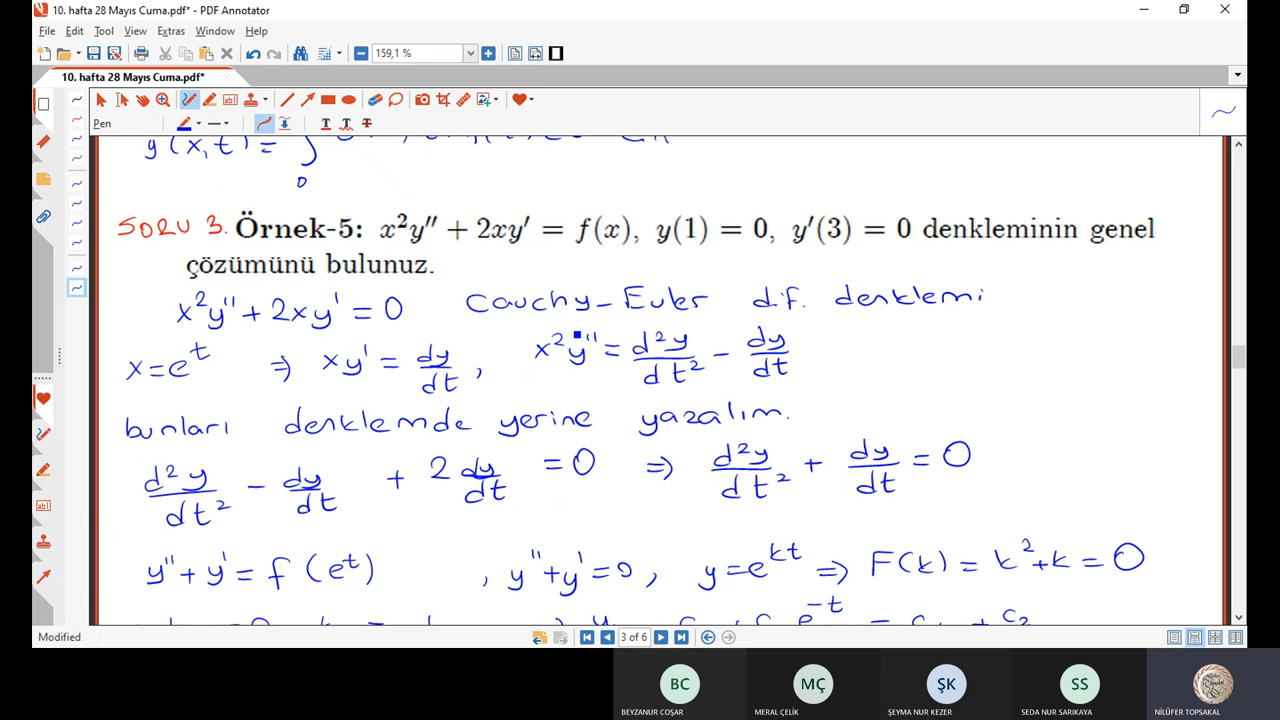 10. hafta 28 Mayıs Cuma.pdf* - PDF Annotator
File Edit Tool View Extras Window Help
159,1 %
10. hafta 28 Mayıs Cuma.pdf*
Pen
y(x,t) = ∫
0
SORU 3. Örnek-5: x²y″ + 2xy′ = f(x), y(1) = 0, y′(3) = 0 denkleminin genel
çözümünü bulunuz.
x²y″ + 2xy′ = 0 Cauchy-Euler dif. denklemi
x = e^t ⇒ xy′ = dy/dt, x²y″ = d²y/dt² - dy/dt
bunları denklemde yerine yazalım.
d²y/dt² - dy/dt + 2 dy/dt = 0 ⇒ d²y/dt² + dy/dt = 0
y″ + y′ = f(e^t) , y″+y′=0, y=e^kt ⇒ F(k) = k²+k = 0
Modified
3 of 6
BC
MÇ
ŞK
SS
BEYZANUR COŞAR
MERAL ÇELİK
ŞEYMA NUR KEZER
SEDA NUR SARIKAYA
NİLÜFER TOPSAKAL